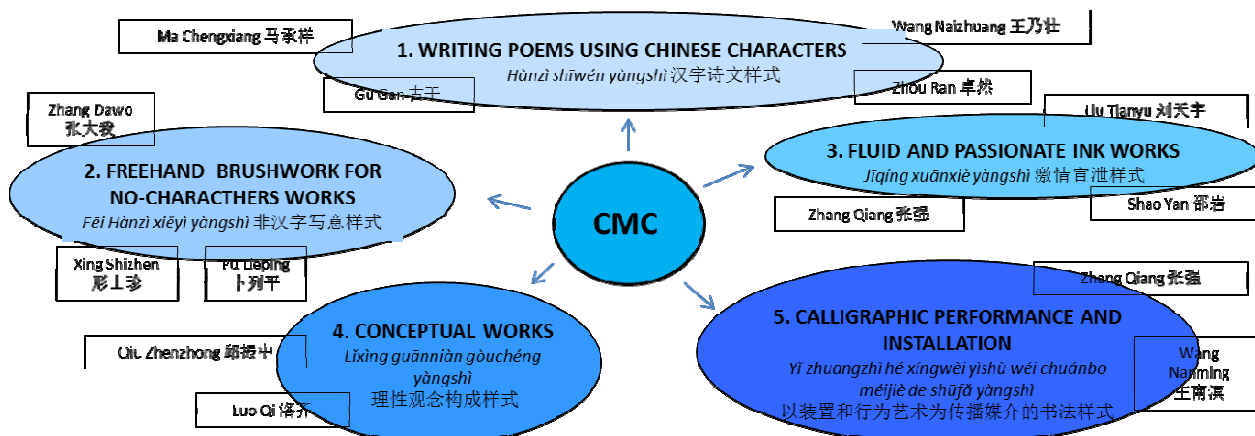 Ma Chengxiang 马承祥
Wang Naizhuang 王乃壮
1. WRITING POEMS USING CHINESE CHARACTERS
Hànzì shīwén yàngshì 汉字诗文样式
Gu Gan 古干
Zhou Ran 卓然
Zhang Dawo
张大我
Liu Tianyu 刘天宇
2. FREEHAND BRUSHWORK FOR
NO-CHARACTHERS WORKS
Fēi Hànzì xiěyì yàngshì 非汉字写意样式
3. FLUID AND PASSIONATE INK WORKS
Jīqíng xuānxiè yàngshì 激情宣泄样式
Zhang Qiang 张强
Shao Yan 邵岩
CMC
Xing Shizhen
Pu Lieping
卜列平
Zhang Qiang 张强
4. CONCEPTUAL WORKS
Lǐxìng guānniàn gòuchéng
yàngshì
理性观念构成样式
Qiu Zhenzhong 邱振中
Luo Qi 洛齐
5. CALLIGRAPHIC PERFORMANCE AND
INSTALLATION
Yǐ zhuangzhì hé xíngwéi yìshù wéi chuánbo
méijiè de shūfǎ yàngshì
以装置和行为艺术为传播媒介的书法样式
Wang
Nanming